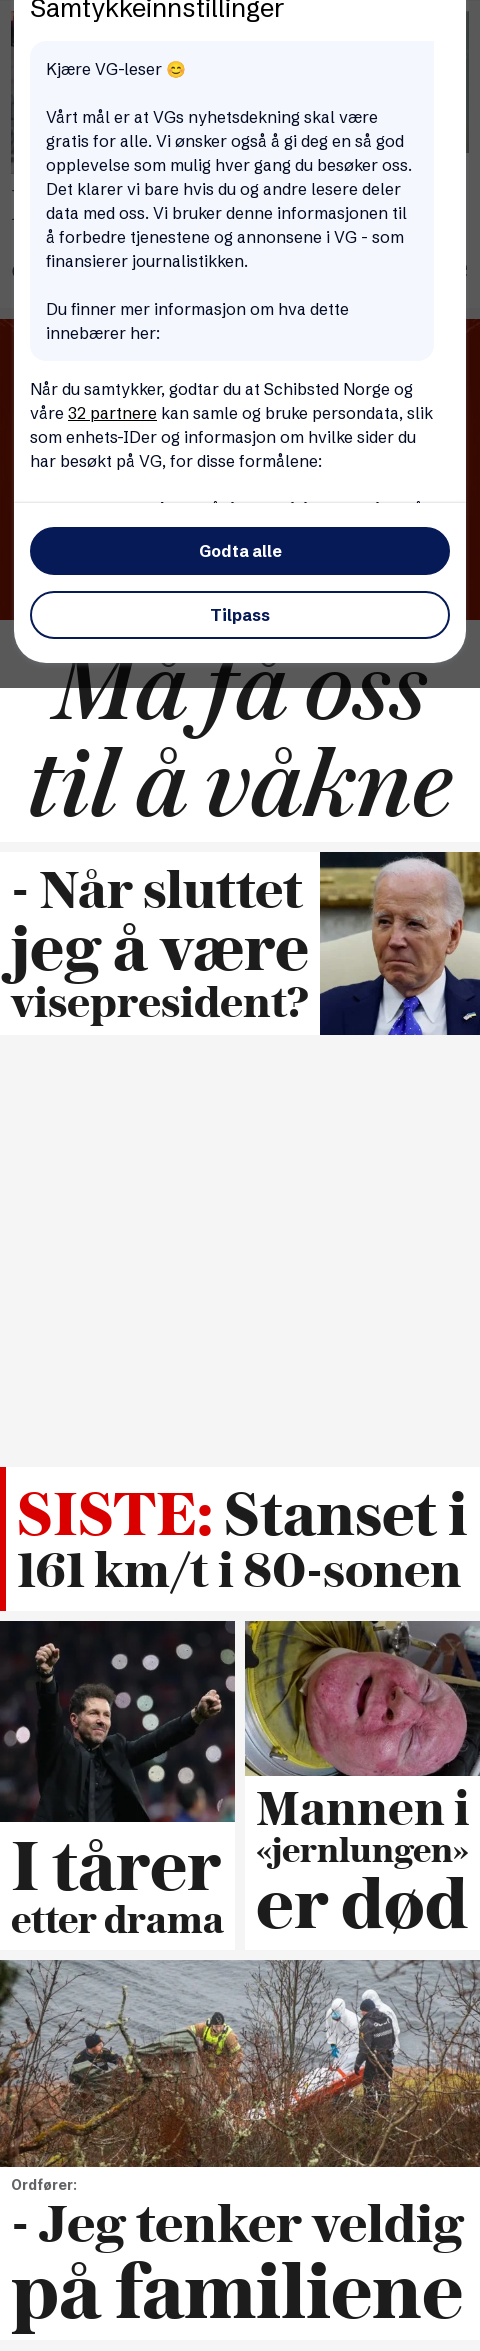 Samtykkeinnstillinger
Kjære VG-leser 😊
Vårt mål er at VGs nyhetsdekning skal være
gratis for alle. Vi ønsker også å gi deg en så god
opplevelse som mulig hver gang du besøker oss.
Det klarer vi bare hvis du og andre lesere deler
data med oss. Vi bruker denne informasjonen til
å forbedre tjenestene og annonsene i VG - som
finansierer journalistikken.
Du finner mer informasjon om hva dette
innebærer her:
Når du samtykker, godtar du at Schibsted Norge og
våre 32 partnere kan samle og bruke persondata, slik
som enhets-IDer og informasjon om hvilke sider du
har besøkt på VG, for disse formålene:
Godta alle
Tilpass
Må få oss
til å våkne
- Når sluttet
jeg å være
visepresident?
SISTE: Stanset i
161 km/t i 80-sonen
I tårer
etter drama
Mannen i
«jernlungen»
er død
Ordfører:
- Jeg tenker veldig
på familiene